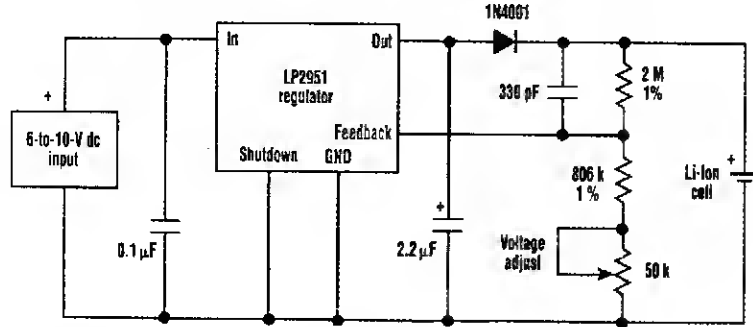 1N4001
In
Out
LP2951
regulator
330 pF
2 M
1%
+
6-to-10-V dc
input
Feedback
Shutdown
GND
806 k
1 %
+
Li-Ion
cell
+
0.1 µF
2.2 µF
Voltage
adjust
50 k